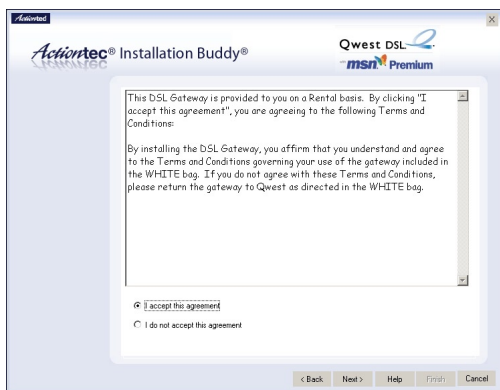 Actiontec
Actiontec® Installation Buddy®
Qwest DSL
msn Premium
This DSL Gateway is provided to you on a Rental basis. By clicking "I
accept this agreement", you are agreeing to the following Terms and
Conditions:
By installing the DSL Gateway, you affirm that you understand and agree
to the Terms and Conditions governing your use of the gateway included in
the WHITE bag. If you do not agree with these Terms and Conditions,
please return the gateway to Qwest as directed in the WHITE bag.
I accept this agreement
I do not accept this agreement
< Back Next > Help Finish Cancel